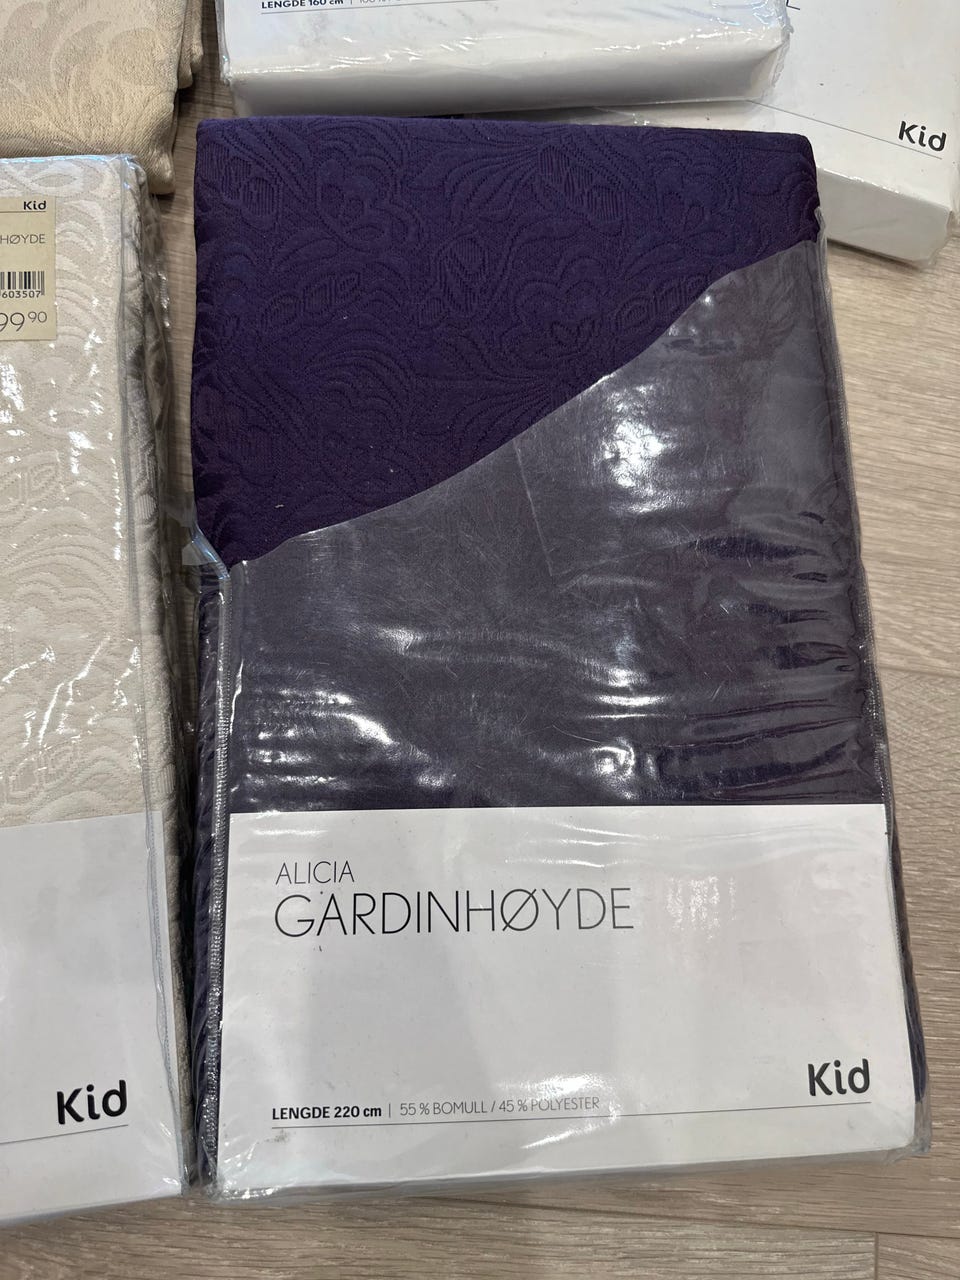 LENGDE 160 cm |
Kid
Kid
HØYDE
603507
99 90
ALICIA
GARDINHØYDE
Kid
LENGDE 220 cm | 55 % BOMULL / 45 % POLYESTER
Kid